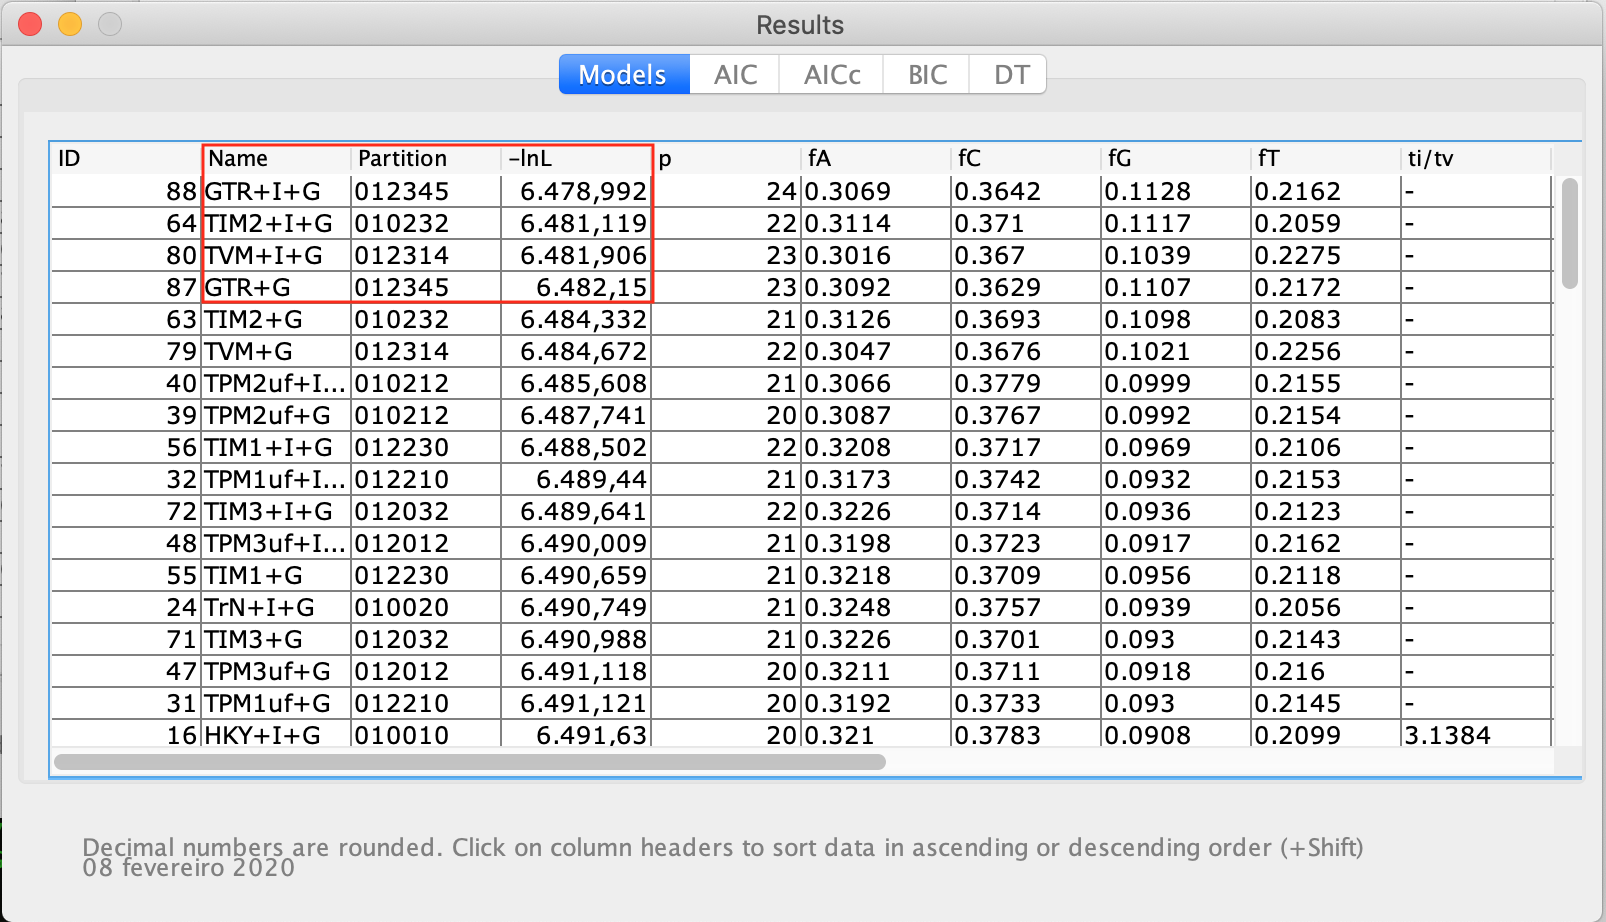 Results
Models AIC AICc BIC DT
ID Name Partition -lnL p fA fC fG fT ti/tv
88 GTR+I+G 012345 6.478,992 24 0.3069 0.3642 0.1128 0.2162 -
64 TIM2+I+G 010232 6.481,119 22 0.3114 0.371 0.1117 0.2059 -
80 TVM+I+G 012314 6.481,906 23 0.3016 0.367 0.1039 0.2275 -
87 GTR+G 012345 6.482,15 23 0.3092 0.3629 0.1107 0.2172 -
63 TIM2+G 010232 6.484,332 21 0.3126 0.3693 0.1098 0.2083 -
79 TVM+G 012314 6.484,672 22 0.3047 0.3676 0.1021 0.2256 -
40 TPM2uf+I... 010212 6.485,608 21 0.3066 0.3779 0.0999 0.2155 -
39 TPM2uf+G 010212 6.487,741 20 0.3087 0.3767 0.0992 0.2154 -
56 TIM1+I+G 012230 6.488,502 22 0.3208 0.3717 0.0969 0.2106 -
32 TPM1uf+I... 012210 6.489,44 21 0.3173 0.3742 0.0932 0.2153 -
72 TIM3+I+G 012032 6.489,641 22 0.3226 0.3714 0.0936 0.2123 -
48 TPM3uf+I... 012012 6.490,009 21 0.3198 0.3723 0.0917 0.2162 -
55 TIM1+G 012230 6.490,659 21 0.3218 0.3709 0.0956 0.2118 -
24 TrN+I+G 010020 6.490,749 21 0.3248 0.3757 0.0939 0.2056 -
71 TIM3+G 012032 6.490,988 21 0.3226 0.3701 0.093 0.2143 -
47 TPM3uf+G 012012 6.491,118 20 0.3211 0.3711 0.0918 0.216 -
31 TPM1uf+G 012210 6.491,121 20 0.3192 0.3733 0.093 0.2145 -
16 HKY+I+G 010010 6.491,63 20 0.321 0.3783 0.0908 0.2099 3.1384
Decimal numbers are rounded. Click on column headers to sort data in ascending or descending order (+Shift)
08 fevereiro 2020